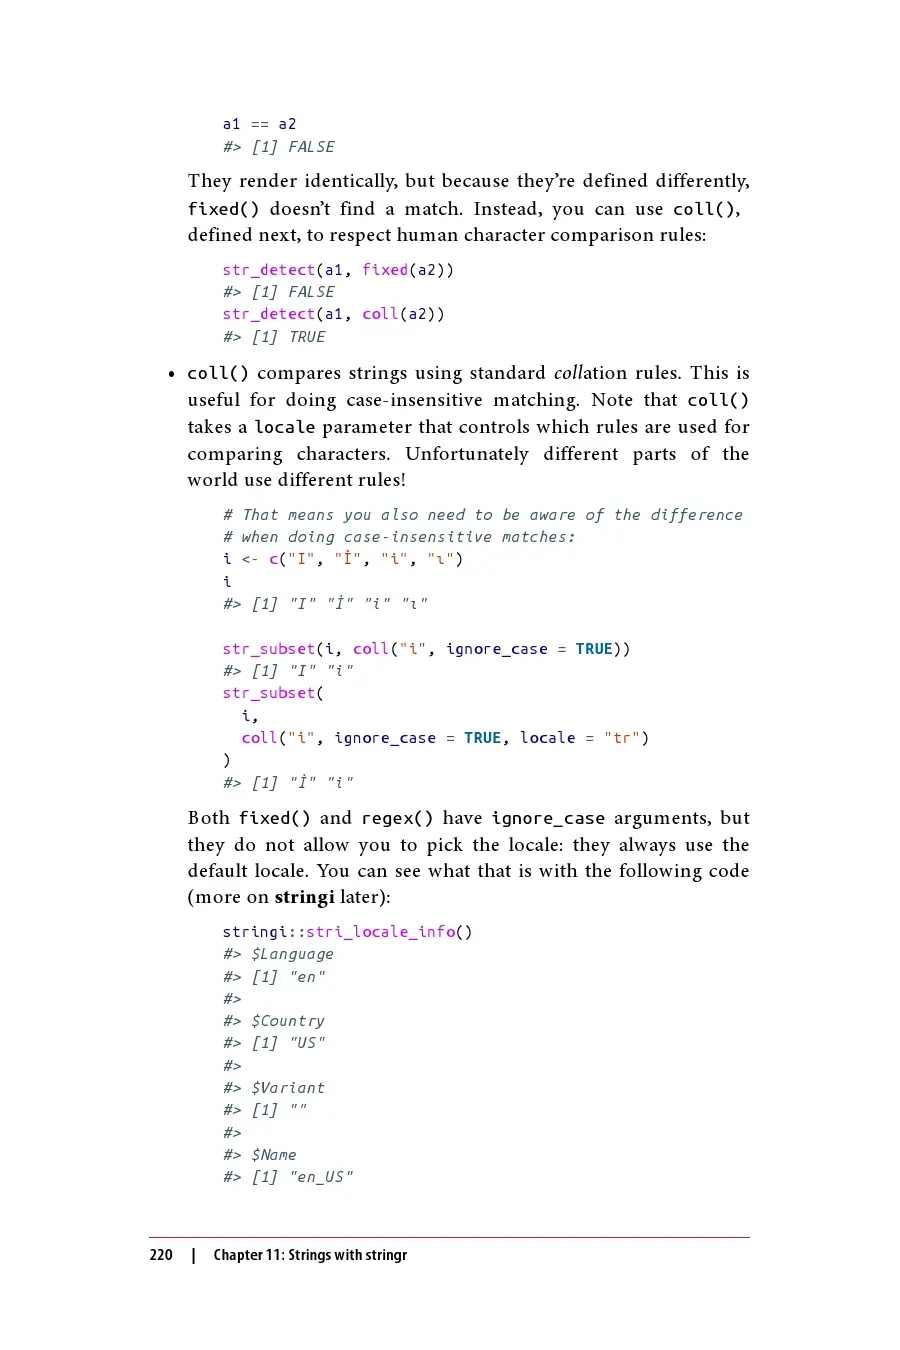 a1 == a2
#> [1] FALSE
They render identically, but because they’re defined differently,
fixed() doesn’t find a match. Instead, you can use coll(),
defined next, to respect human character comparison rules:
str_detect(a1, fixed(a2))
#> [1] FALSE
str_detect(a1, coll(a2))
#> [1] TRUE
• coll() compares strings using standard collation rules. This is
useful for doing case-insensitive matching. Note that coll()
takes a locale parameter that controls which rules are used for
comparing characters. Unfortunately different parts of the
world use different rules!
# That means you also need to be aware of the difference
# when doing case-insensitive matches:
i <- c("I", "İ", "i", "ı")
i
#> [1] "I" "İ" "i" "ı"
str_subset(i, coll("i", ignore_case = TRUE))
#> [1] "I" "i"
str_subset(
i,
coll("i", ignore_case = TRUE, locale = "tr")
)
#> [1] "İ" "i"
Both fixed() and regex() have ignore_case arguments, but
they do not allow you to pick the locale: they always use the
default locale. You can see what that is with the following code
(more on stringi later):
stringi::stri_locale_info()
#> $Language
#> [1] "en"
#>
#> $Country
#> [1] "US"
#>
#> $Variant
#> [1] ""
#>
#> $Name
#> [1] "en_US"
220 | Chapter 11: Strings with stringr